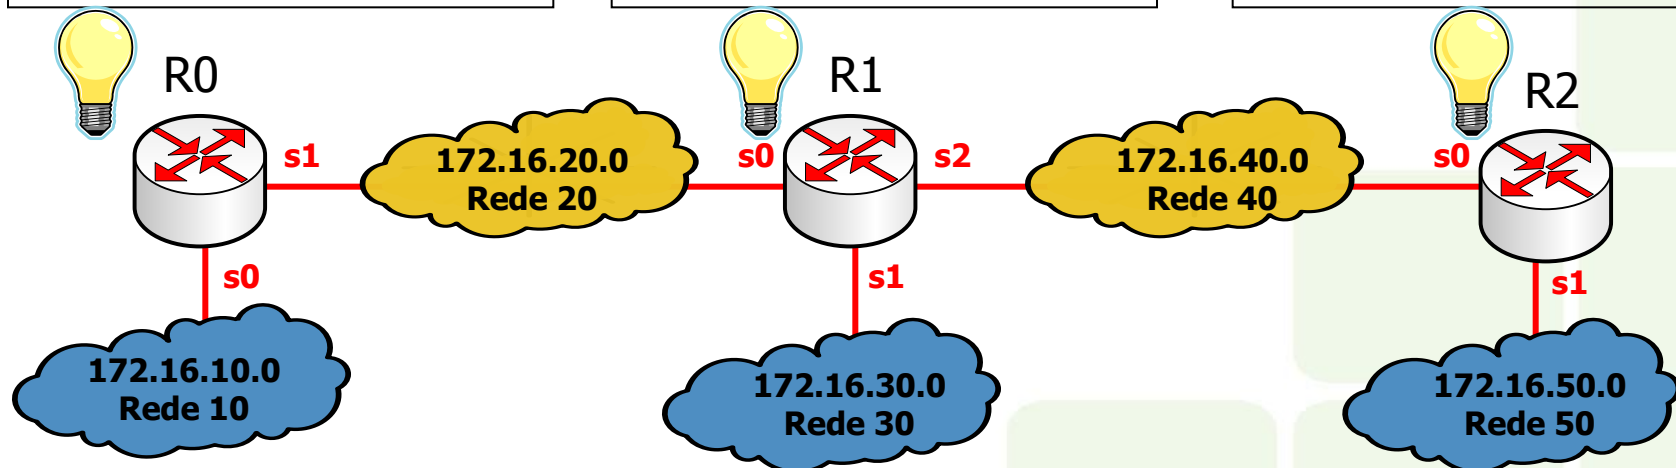 R0
R1
R2
s1
172.16.20.0
Rede 20
s0
s2
172.16.40.0
Rede 40
s0
s0
s1
s1
172.16.10.0
Rede 10
172.16.30.0
Rede 30
172.16.50.0
Rede 50